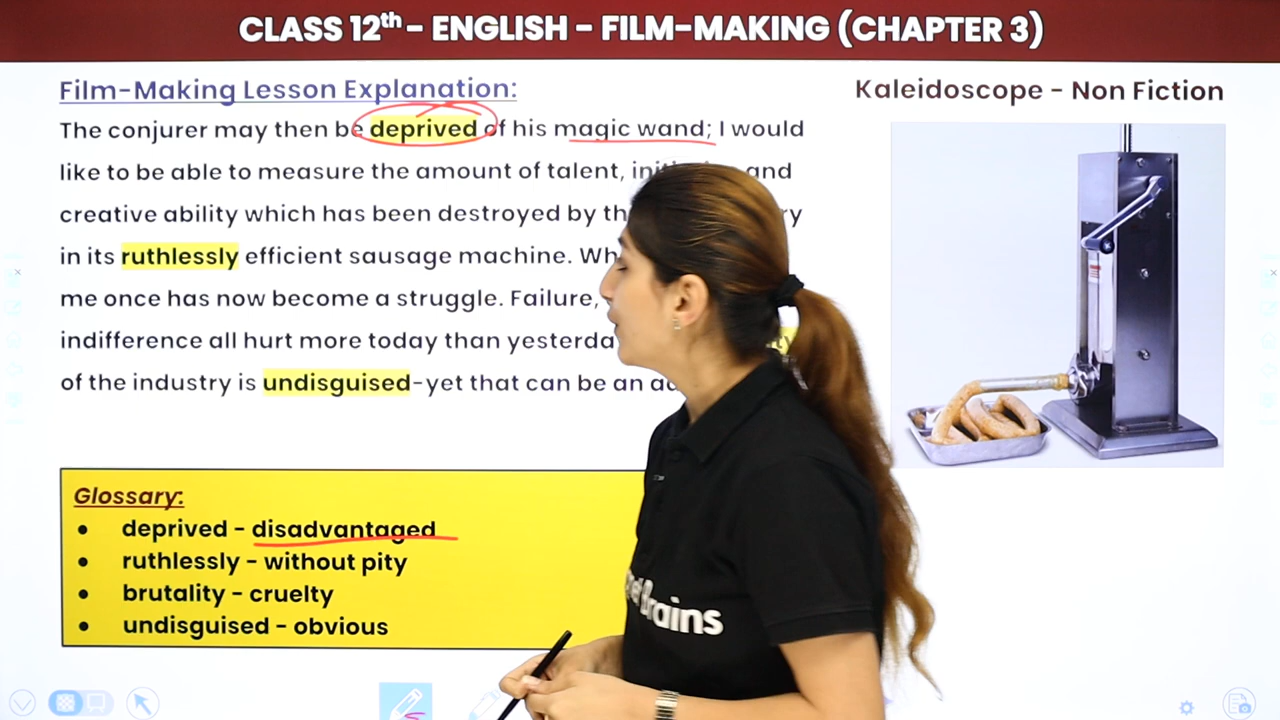 CLASS 12th - ENGLISH - FILM-MAKING (CHAPTER 3)
Film-Making Lesson Explanation:
Kaleidoscope - Non Fiction
The conjurer may then be deprived of his magic wand; I would
like to be able to measure the amount of talent, and
creative ability which has been destroyed by
in its ruthlessly efficient sausage machine.
me once has now become a struggle. Failure,
indifference all hurt more today than
of the industry is undisguised-yet that can be an
Glossary:
• deprived - disadvantaged
• ruthlessly - without pity
• brutality - cruelty
• undisguised - obvious
rains